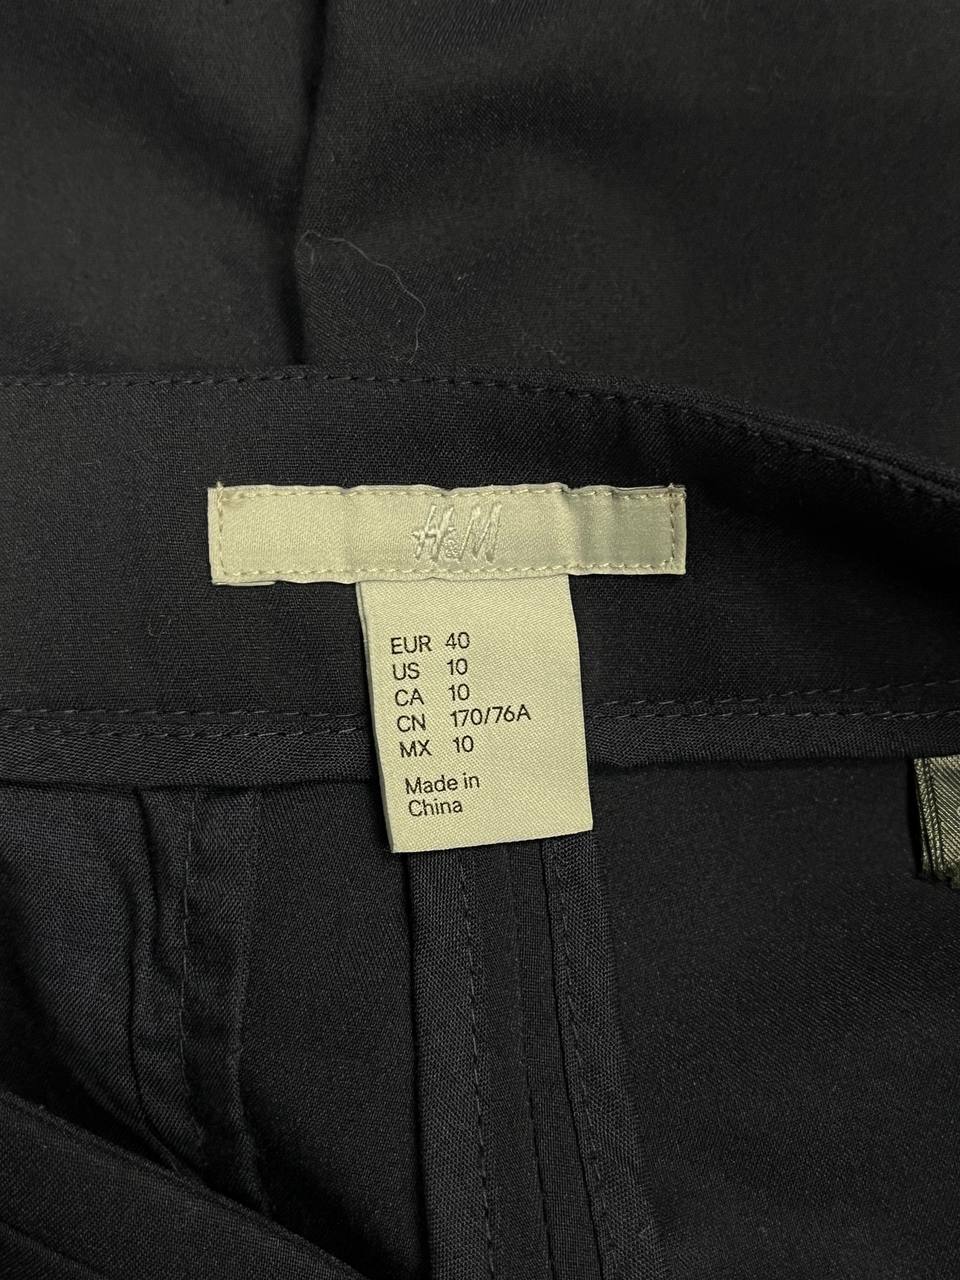 H&M
EUR 40
US 10
CA 10
CN 170/76A
MX 10
Made in
China